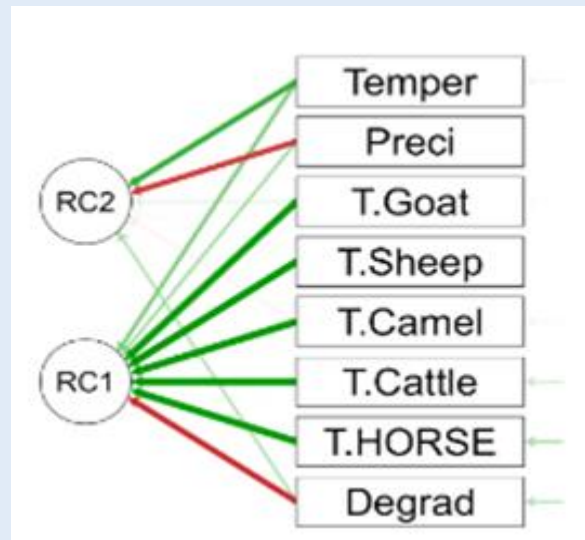 Temper
Preci
RC2
T.Goat
T.Sheep
T.Camel
RC1
T.Cattle
T.HORSE
Degrad